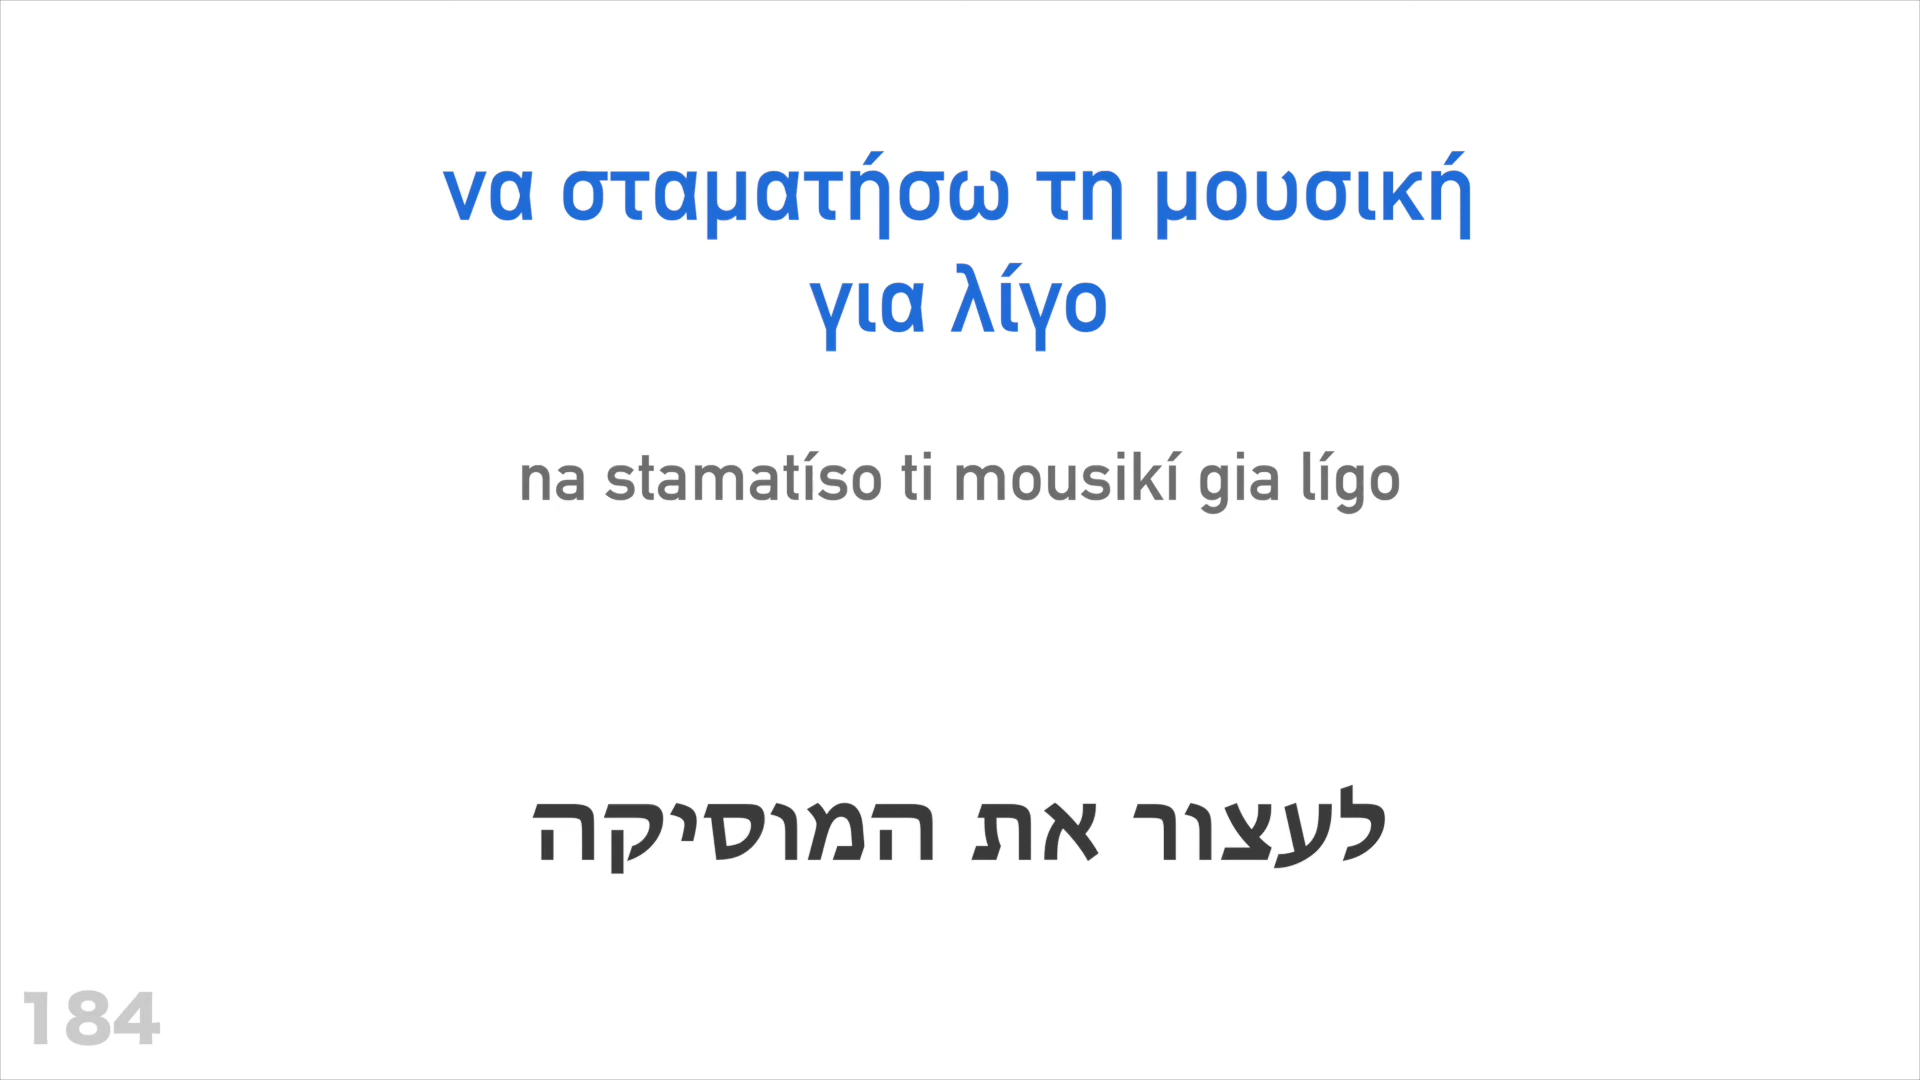 να σταματήσω τη μουσική
για λίγο
na stamatíso ti mousikí gia lígo
לעצור את המוסיקה
184